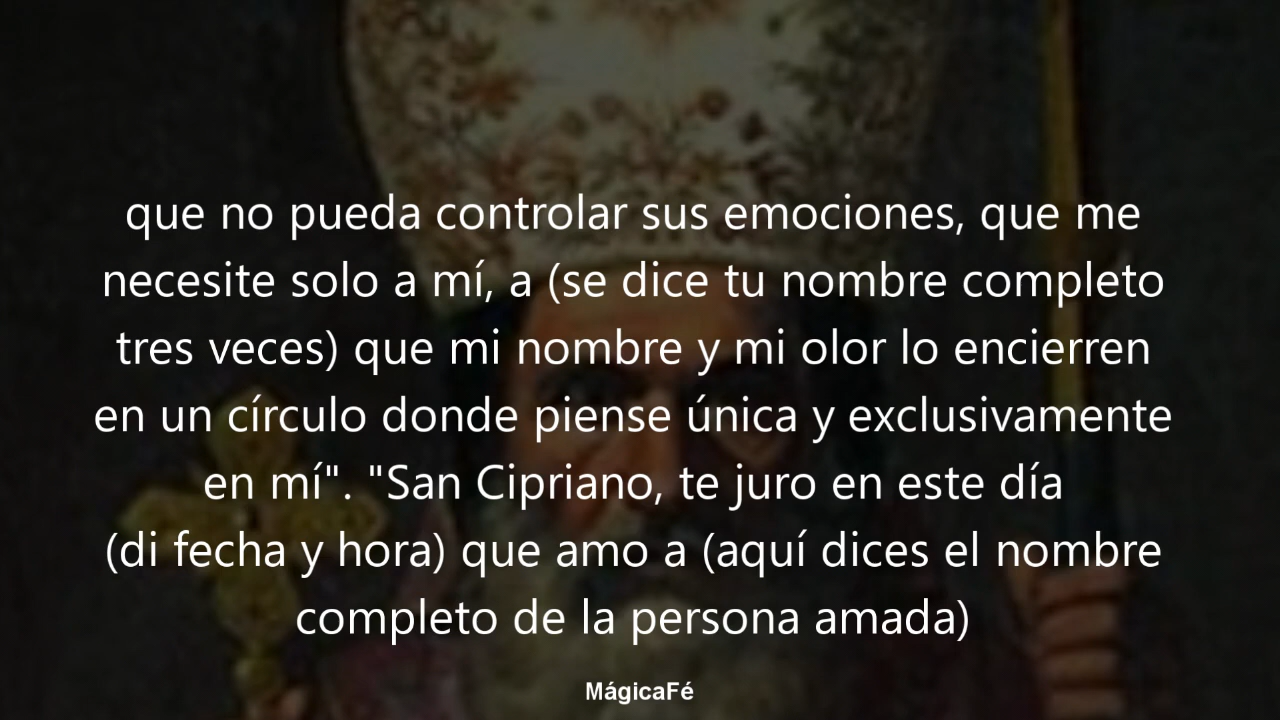 que no pueda controlar sus emociones, que me
necesite solo a mí, a (se dice tu nombre completo
tres veces) que mi nombre y mi olor lo encierren
en un círculo donde piense única y exclusivamente
en mí". "San Cipriano, te juro en este día
(di fecha y hora) que amo a (aquí dices el nombre
completo de la persona amada)
MágicaFé